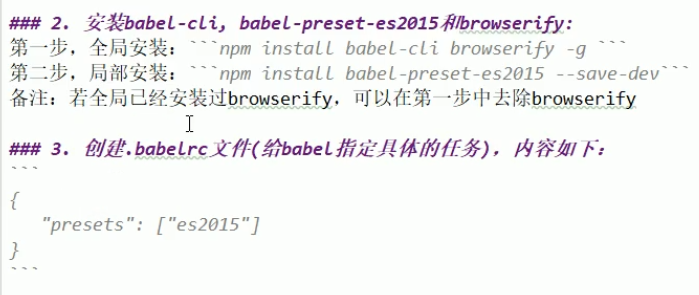 ### 2. 安装babel-cli, babel-preset-es2015和browserify:
第一步，全局安装：```npm install babel-cli browserify -g ```
第二步，局部安装：```npm install babel-preset-es2015 --save-dev```
备注：若全局已经安装过browserify，可以在第一步中去除browserify
### 3. 创建.babelrc文件(给babel指定具体的任务)，内容如下：
```
{
"presets": ["es2015"]
}
```